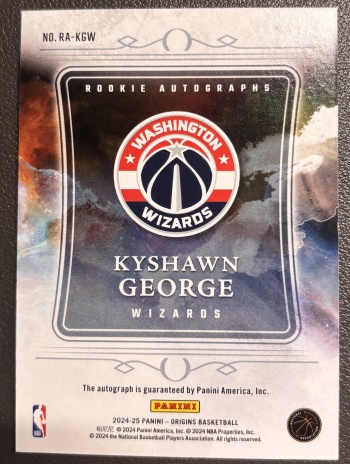 NO. RA-KGW
ROOKIE AUTOGRAPHS
WASHINGTON
WIZARDS
KYSHAWN
GEORGE
WIZARDS
The autograph is guaranteed by Panini America, Inc.
PANINI
2024-25 PANINI – ORIGINS BASKETBALL
© 2024 Panini America, Inc. © 2024 NBA Properties, Inc.
© 2024 the National Basketball Players Association. All rights reserved.
NBA